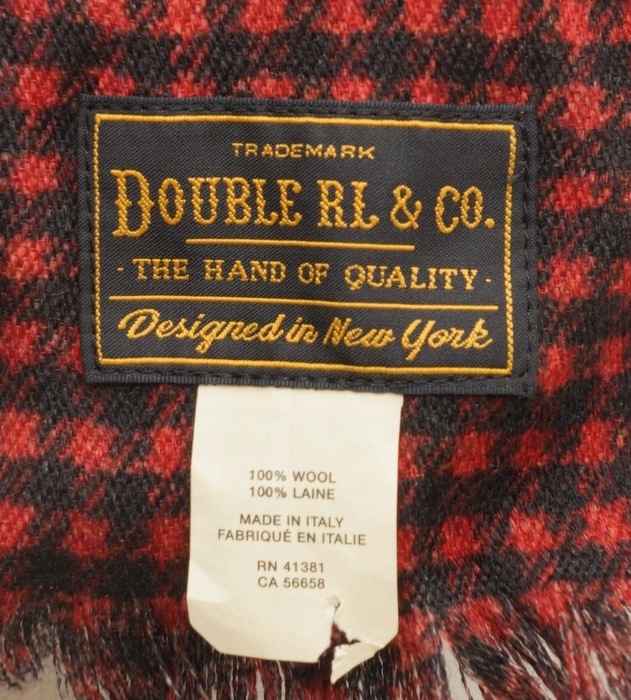 TRADEMARK
DOUBLE RL & CO.
- THE HAND OF QUALITY -
Designed in New York
100% WOOL
100% LAINE
MADE IN ITALY
FABRIQUÉ EN ITALIE
RN 41381
CA 56658